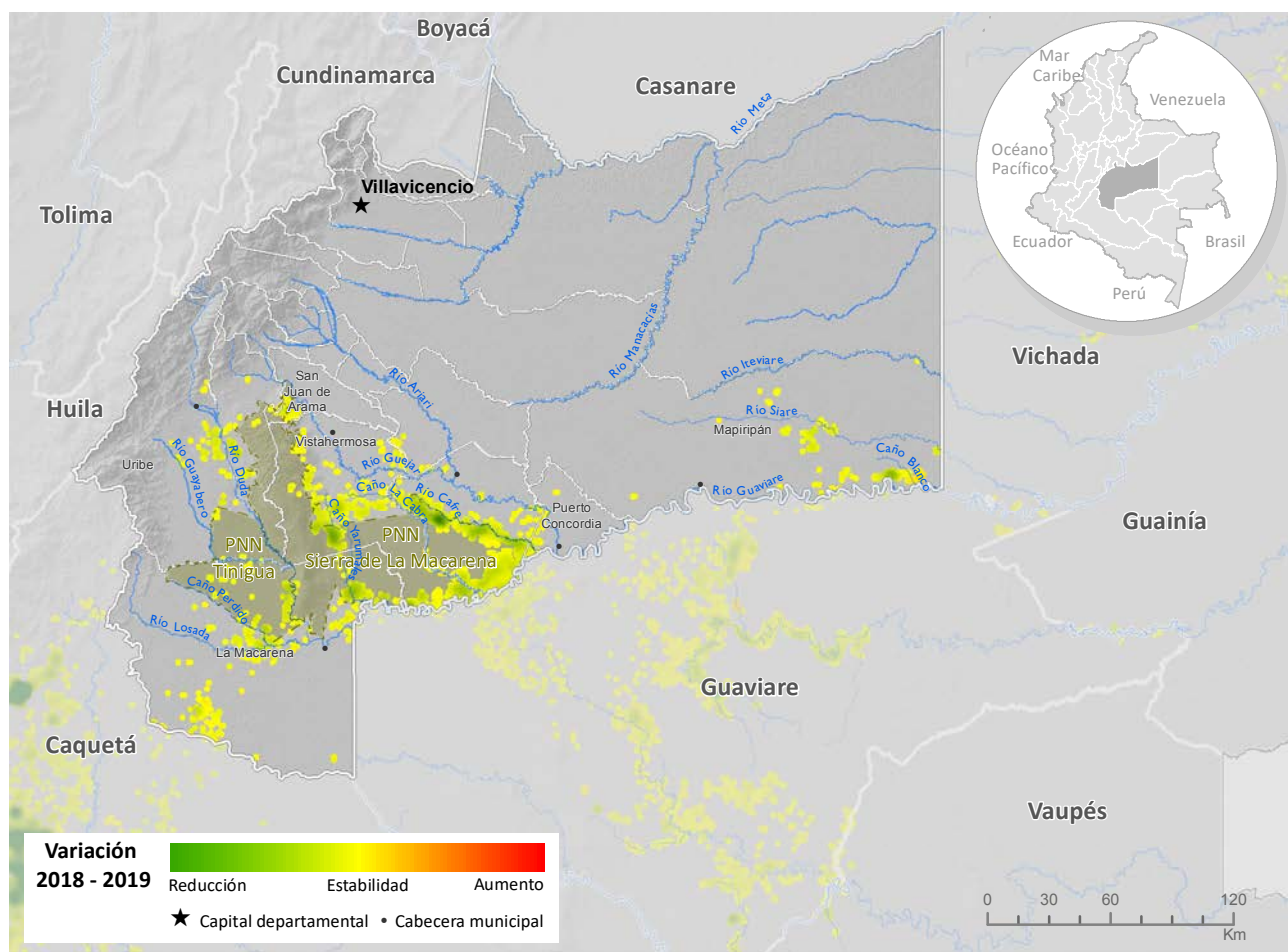 Boyacá
Cundinamarca
Casanare
Río Meta
Mar
Caribe
Venezuela
Océano
Pacífico
Ecuador
Brasil
Perú
Tolima
Villavicencio
Río Manacacías
Río Iteviare
Vichada
Huila
San
Juan de
Arama
Río Ariari
Río Siare
Mapiripán
Vistahermosa
Caño Blanco
Uribe
Río Guayabero
Río Duda
Río Guejar
Río Cafre
Caño La Cabra
Río Guaviare
Puerto
Concordia
Caño Yarumales
Guainía
PNN
Tinigua
PNN
Sierra de La Macarena
Caño Perdido
Río Losada
La Macarena
Guaviare
Caquetá
Vaupés
Variación
2018 - 2019
Reducción
Estabilidad
Aumento
Capital departamental
Cabecera municipal
0 30 60 120
Km